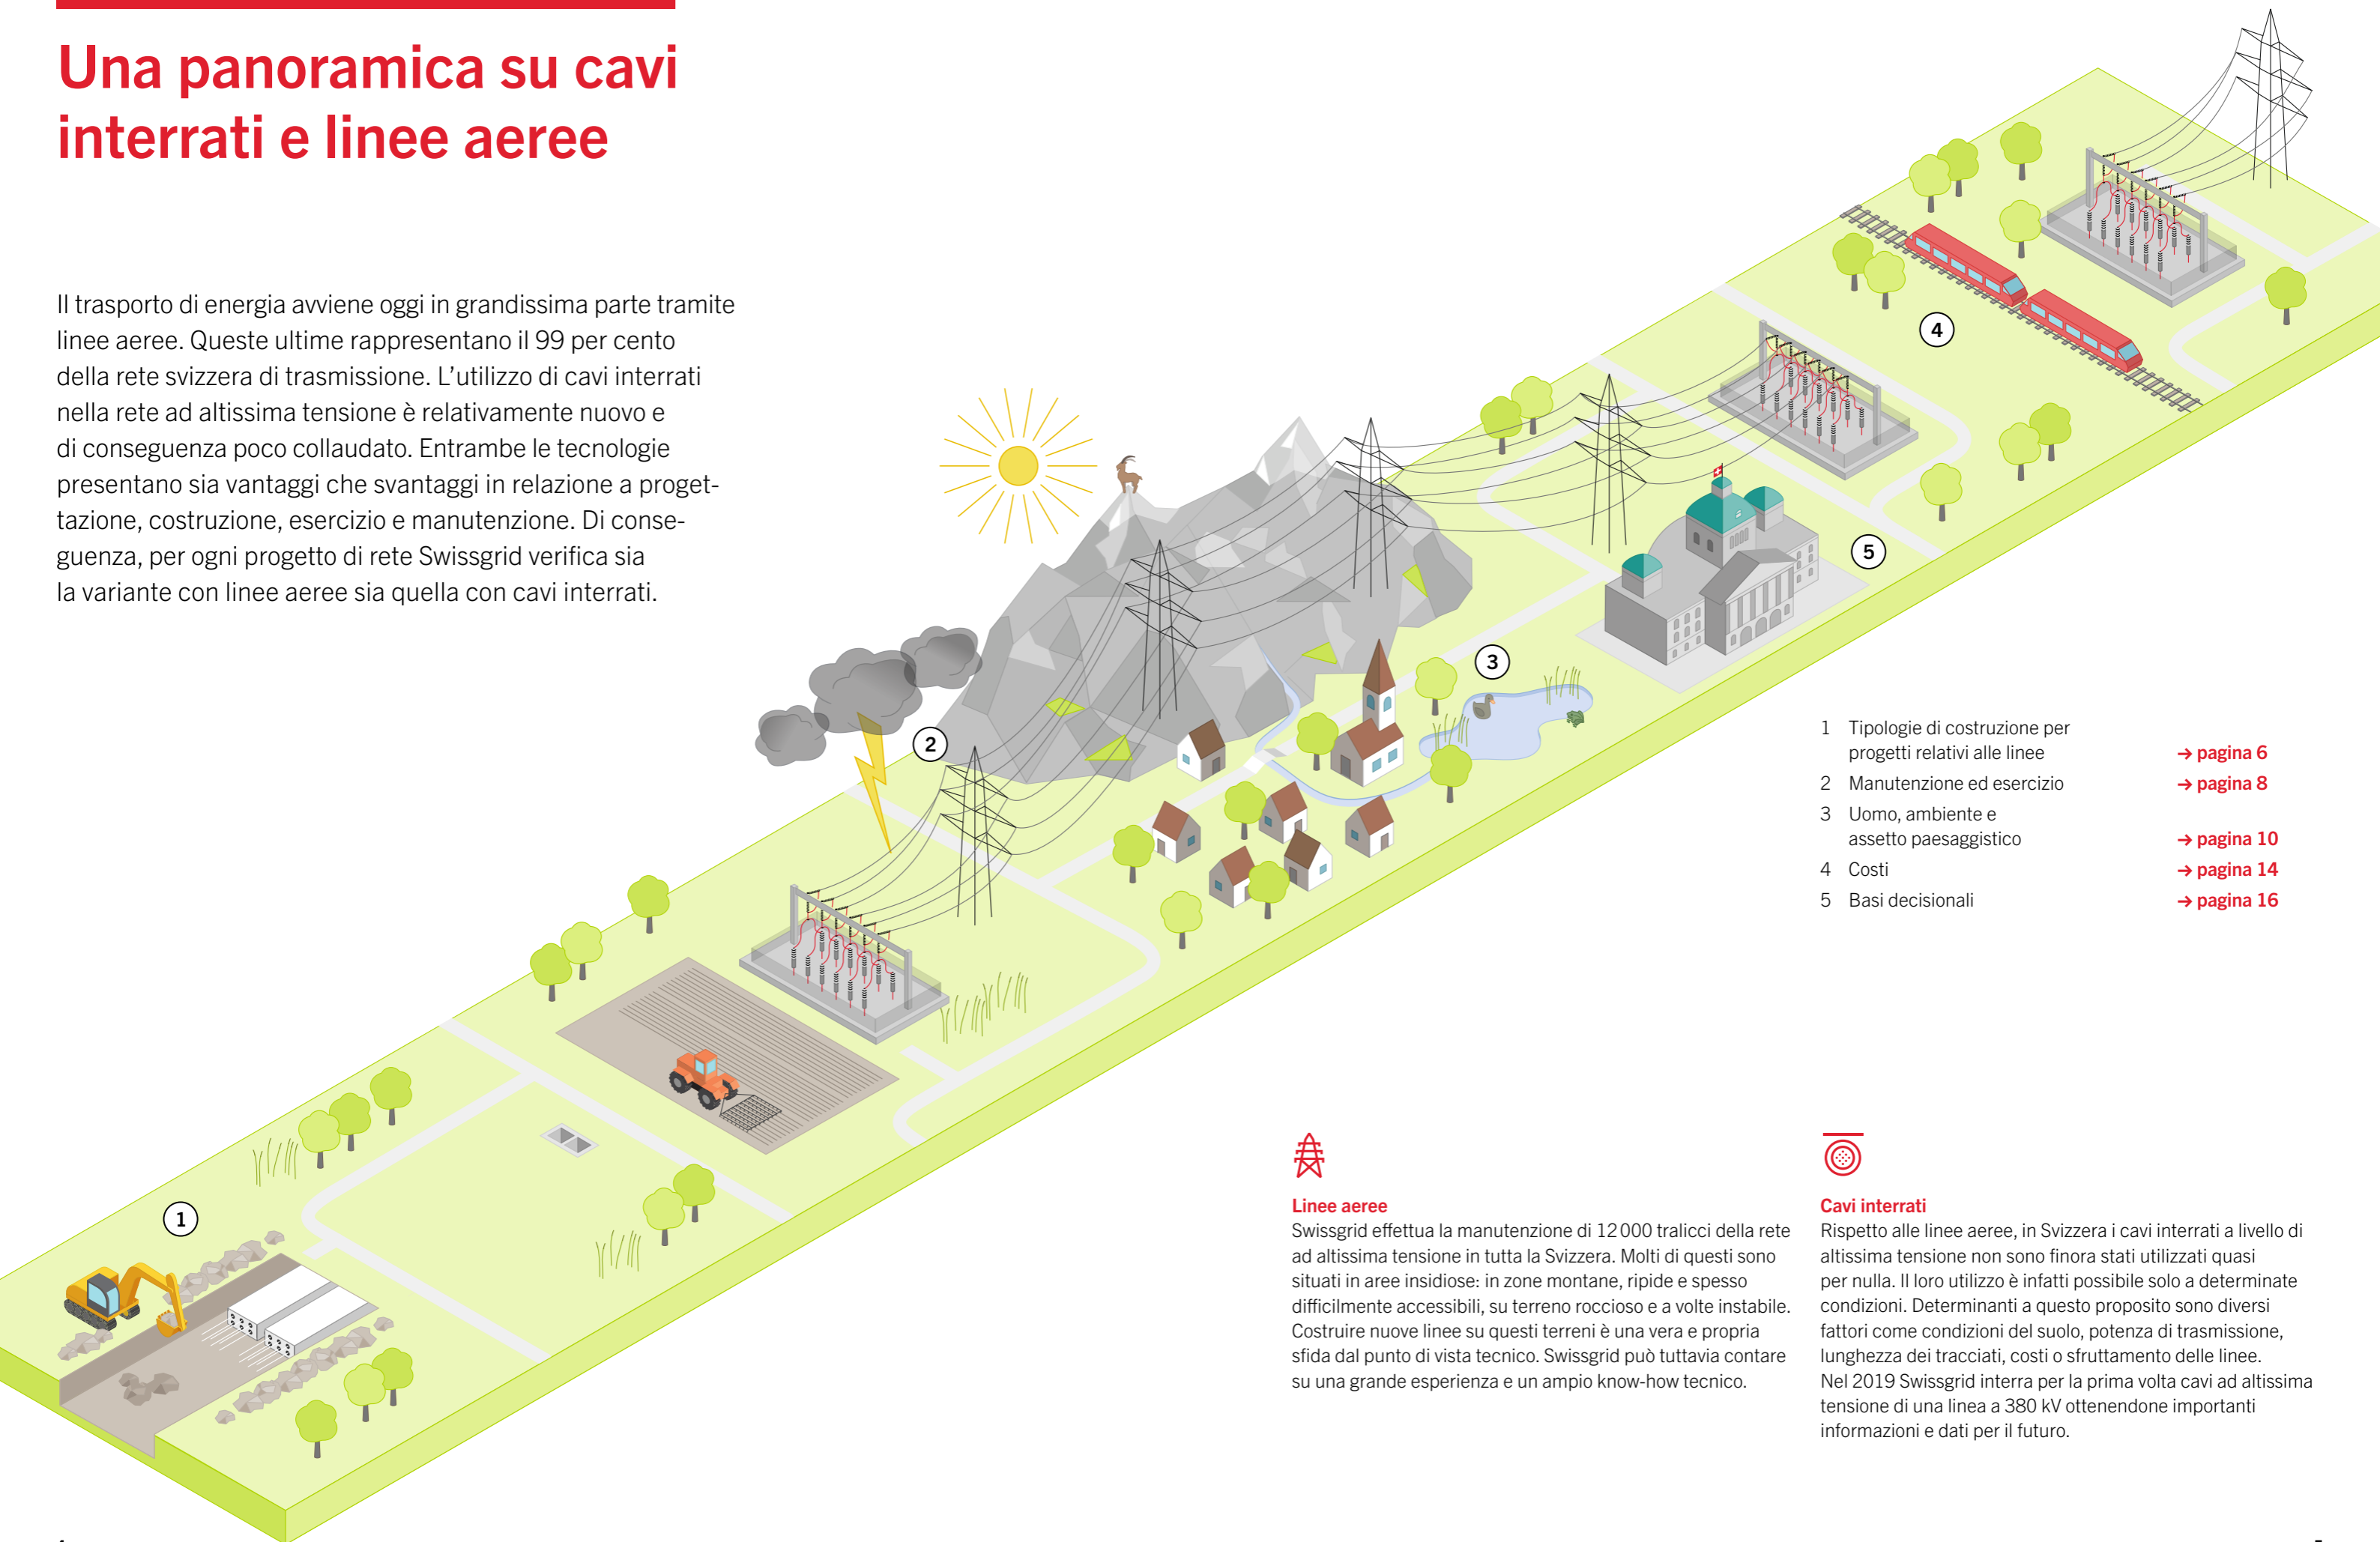 Una panoramica su cavi
interrati e linee aeree
Il trasporto di energia avviene oggi in grandissima parte tramite
linee aeree. Queste ultime rappresentano il 99 per cento
della rete svizzera di trasmissione. L’utilizzo di cavi interrati
nella rete ad altissima tensione è relativamente nuovo e
di conseguenza poco collaudato. Entrambe le tecnologie
presentano sia vantaggi che svantaggi in relazione a proget-
tazione, costruzione, esercizio e manutenzione. Di conse-
guenza, per ogni progetto di rete Swissgrid verifica sia
la variante con linee aeree sia quella con cavi interrati.
4
5
3
2
1
1 Tipologie di costruzione per
progetti relativi alle linee → pagina 6
2 Manutenzione ed esercizio → pagina 8
3 Uomo, ambiente e
assetto paesaggistico → pagina 10
4 Costi → pagina 14
5 Basi decisionali → pagina 16
Linee aeree
Swissgrid effettua la manutenzione di 12 000 tralicci della rete
ad altissima tensione in tutta la Svizzera. Molti di questi sono
situati in aree insidiose: in zone montane, ripide e spesso
difficilmente accessibili, su terreno roccioso e a volte instabile.
Costruire nuove linee su questi terreni è una vera e propria
sfida dal punto di vista tecnico. Swissgrid può tuttavia contare
su una grande esperienza e un ampio know-how tecnico.
Cavi interrati
Rispetto alle linee aeree, in Svizzera i cavi interrati a livello di
altissima tensione non sono finora stati utilizzati quasi
per nulla. Il loro utilizzo è infatti possibile solo a determinate
condizioni. Determinanti a questo proposito sono diversi
fattori come condizioni del suolo, potenza di trasmissione,
lunghezza dei tracciati, costi o sfruttamento delle linee.
Nel 2019 Swissgrid interra per la prima volta cavi ad altissima
tensione di una linea a 380 kV ottenendone importanti
informazioni e dati per il futuro.